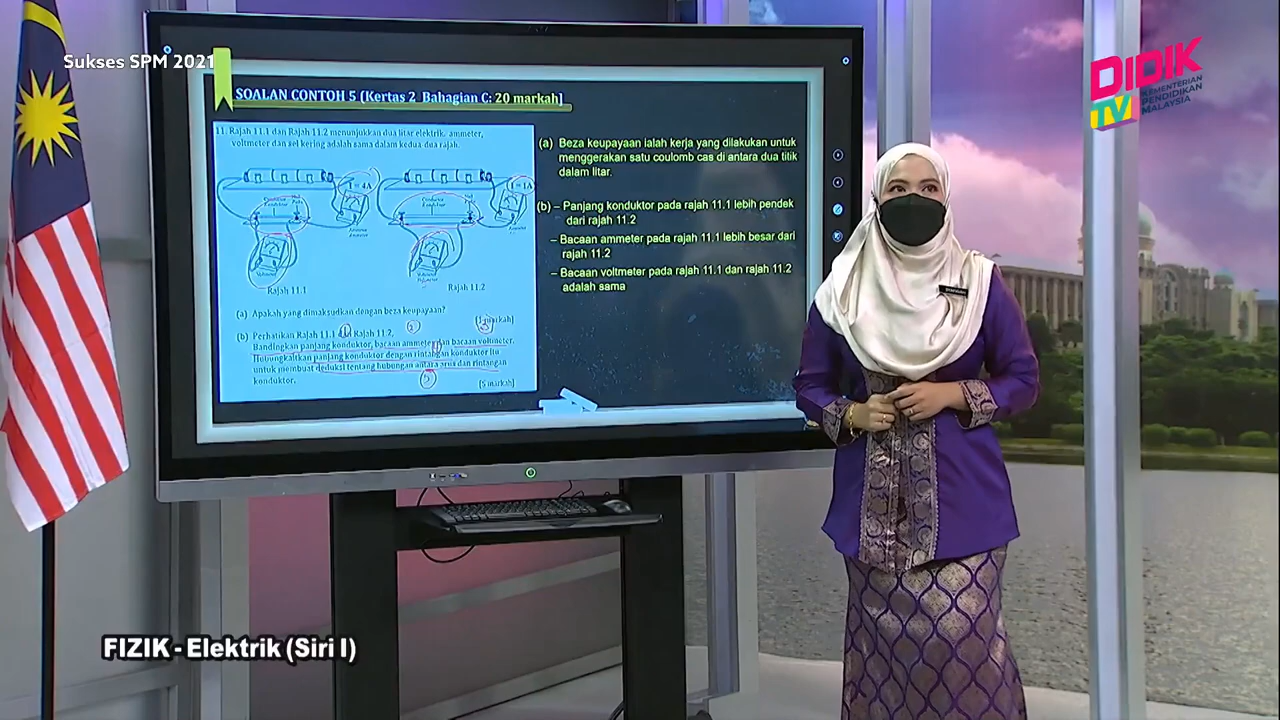 Sukses SPM 2021
DIDIK
TV
KEMENTERIAN
PENDIDIKAN
MALAYSIA
SOALAN CONTOH 5 (Kertas 2 Bahagian C: 20 markah]
11. Rajah 11.1 dan Rajah 11.2 menunjukkan dua litar elektrik. ammeter,
voltmeter dan sel kering adalah sama dalam kedua-dua rajah.
I = 4A
I = 1A
Rajah 11.1
Rajah 11.2
(a) Apakah yang dimaksudkan dengan beza keupayaan?
[1 markah]
(b) Perhatikan Rajah 11.1 Rajah 11.2,
Bandingkan panjang konduktor, bacaan ammeter dan bacaan voltmeter.
Hubungkaitkan panjang konduktor dengan rintangan konduktor itu
untuk membuat deduksi tentang hubungan antara arus dan rintangan
konduktor.
[5 markah]
(a) Beza keupayaan ialah kerja yang dilakukan untuk
menggerakan satu coulomb cas di antara dua titik
dalam litar.
(b) – Panjang konduktor pada rajah 11.1 lebih pendek
dari rajah 11.2
– Bacaan ammeter pada rajah 11.1 lebih besar dari
rajah 11.2
– Bacaan voltmeter pada rajah 11.1 dan rajah 11.2
adalah sama
FIZIK - Elektrik (Siri I)